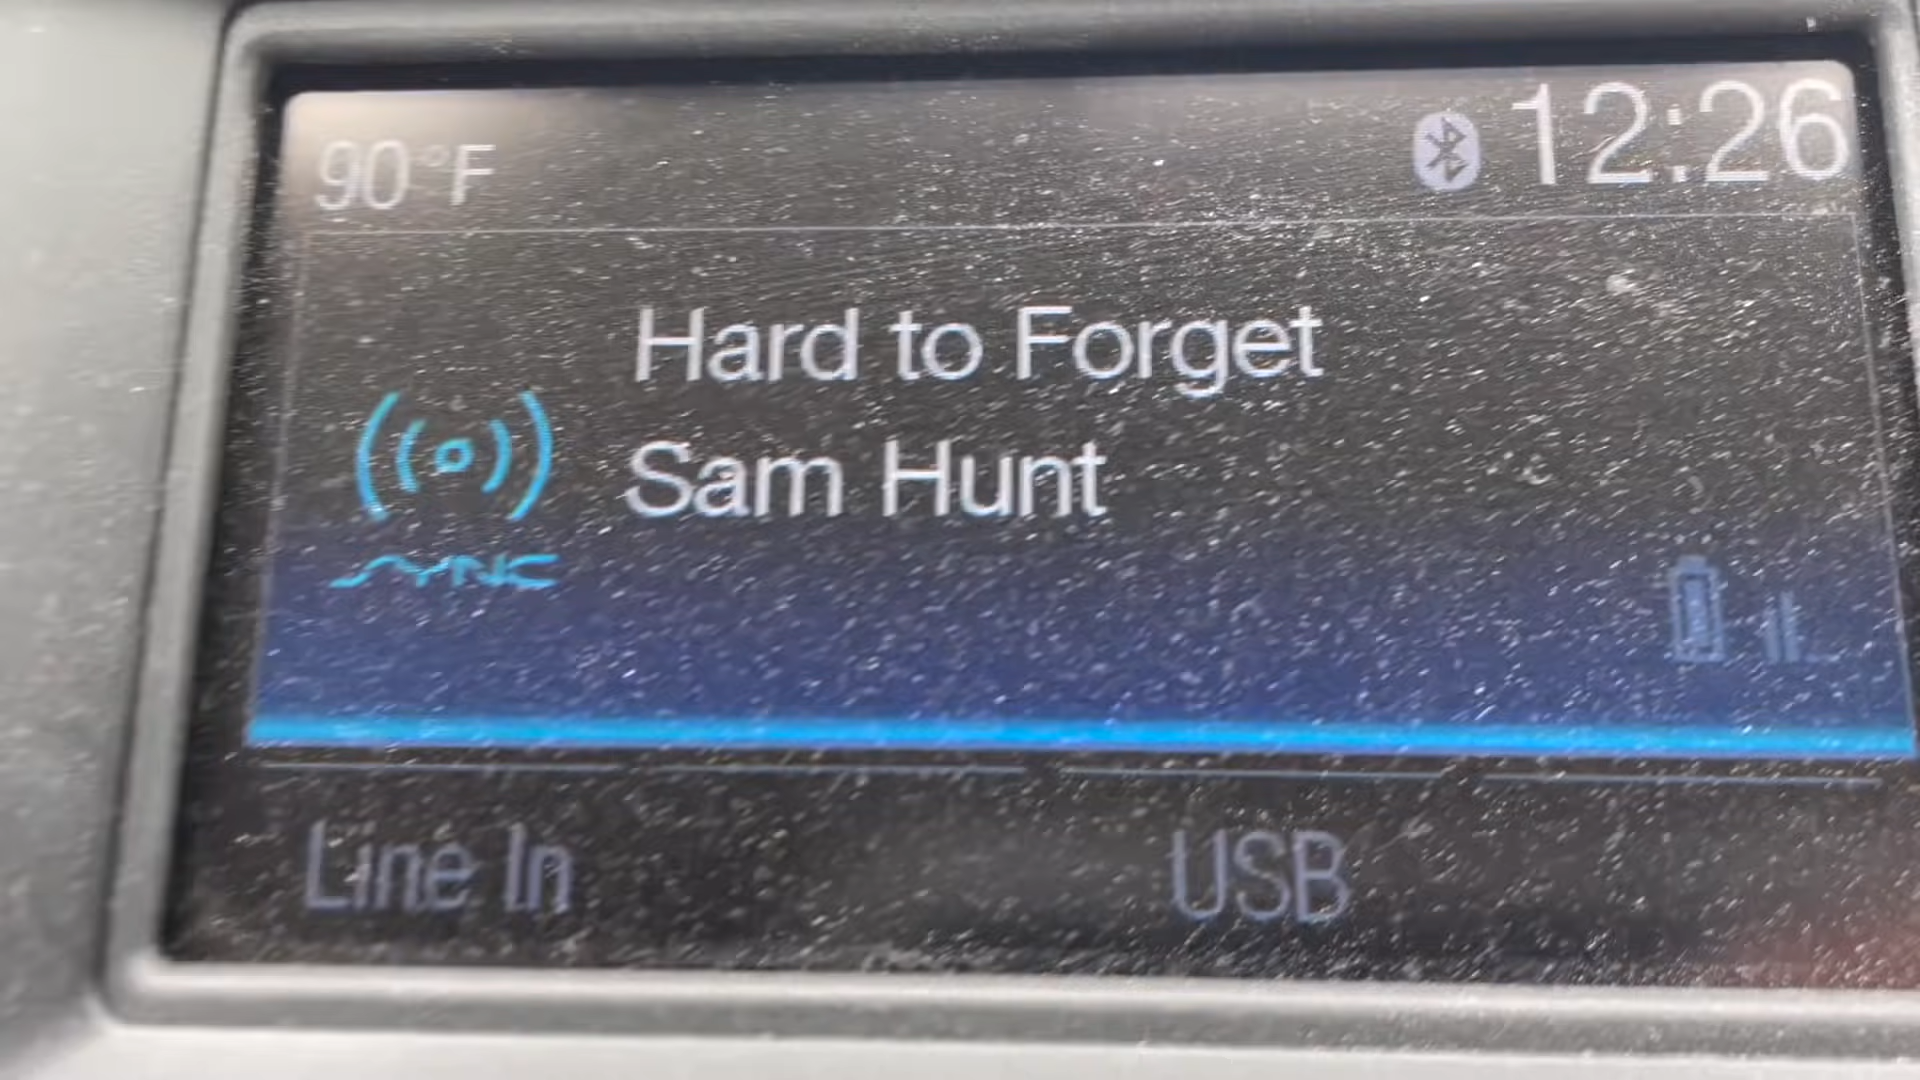 90°F
12:26
Hard to Forget
Sam Hunt
SYNC
Line In
USB